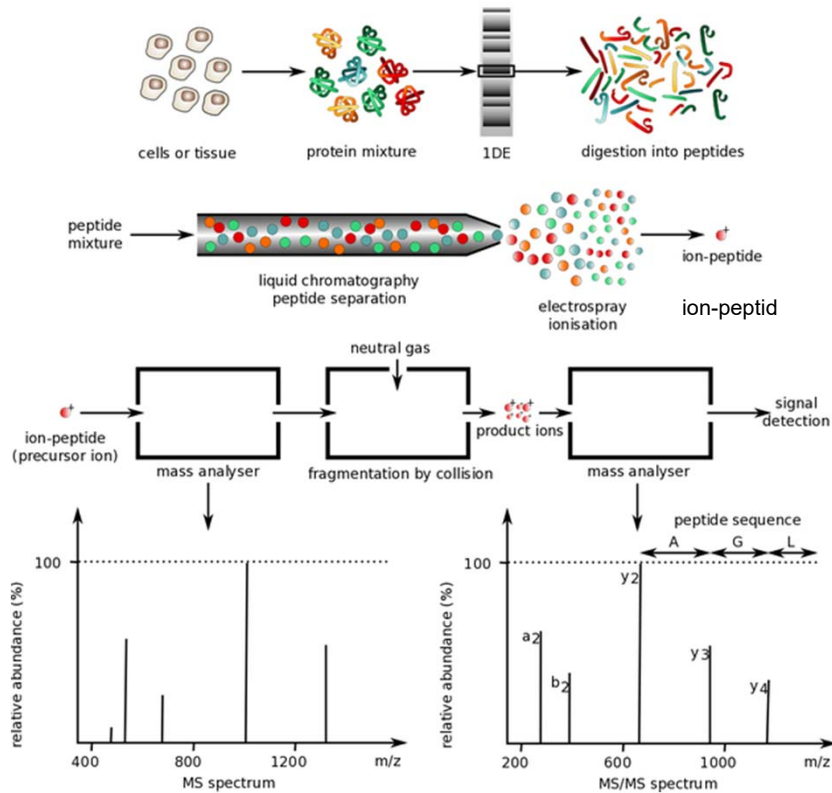 cells or tissue
protein mixture
1DE
digestion into peptides
peptide
mixture
liquid chromatography
peptide separation
electrospray
ionisation
+
ion-peptide
ion-peptid
neutral gas
+
ion-peptide
(precursor ion)
mass analyser
fragmentation by collision
product ions
mass analyser
signal
detection
relative abundance (%)
100
400
800
1200
m/z
MS spectrum
peptide sequence
A
G
L
relative abundance (%)
100
a2
b2
y2
y3
y4
200
600
1000
m/z
MS/MS spectrum